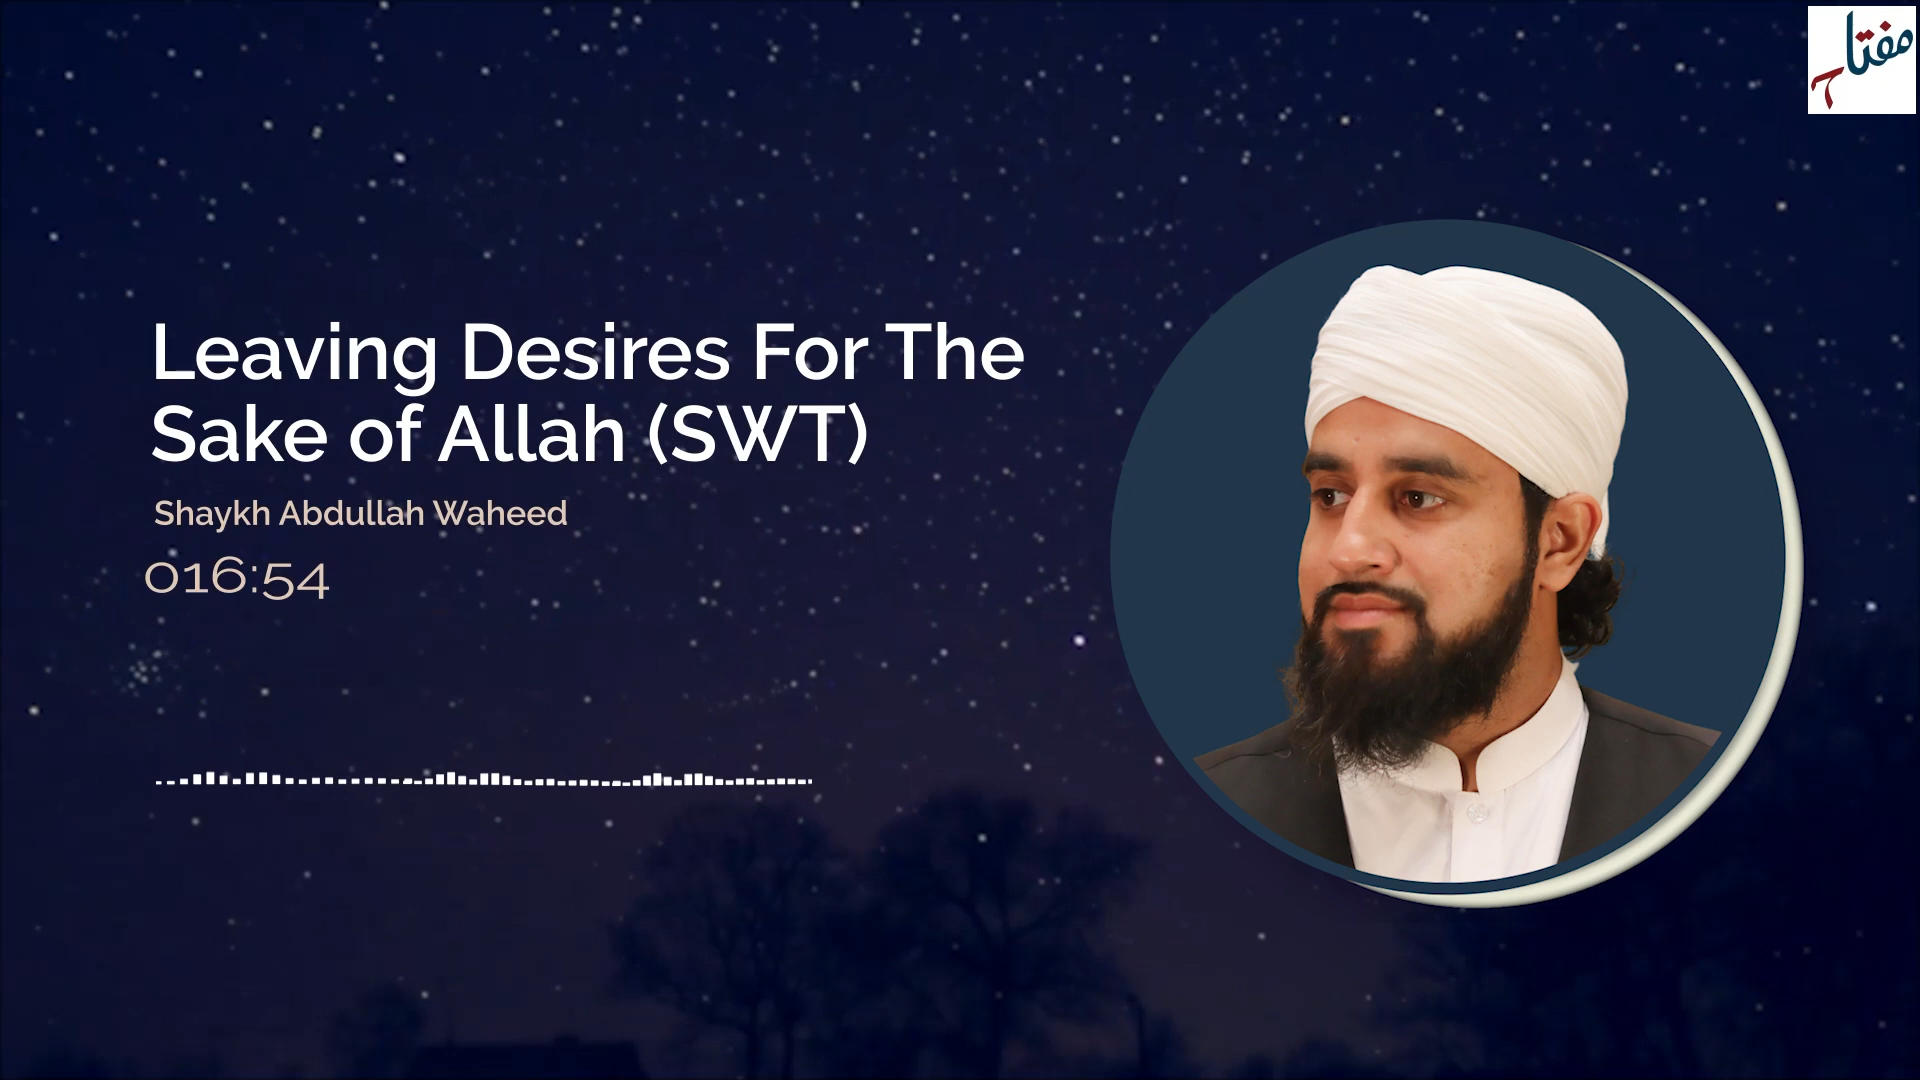 مفتاح
Leaving Desires For The
Sake of Allah (SWT)
Shaykh Abdullah Waheed
016:54